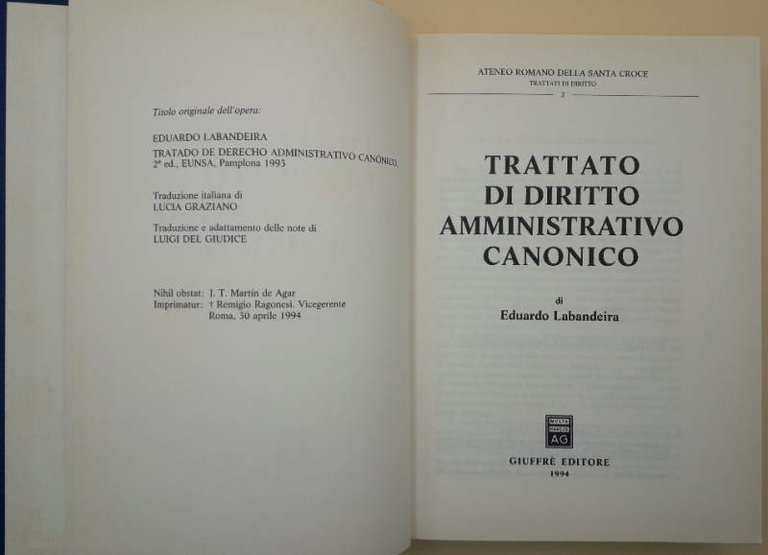 Titolo originale dell'opera:
EDUARDO LABANDEIRA
TRATADO DE DERECHO ADMINISTRATIVO CANÓNICO,
2ª ed., EUNSA, Pamplona 1993
Traduzione italiana di
LUCIA GRAZIANO
Traduzione e adattamento delle note di
LUIGI DEL GIUDICE
Nihil obstat: J. T. Martín de Agar
Imprimatur: † Remigio Ragonesi. Vicegerente
Roma, 30 aprile 1994
ATENEO ROMANO DELLA SANTA CROCE
TRATTATI DI DIRITTO
2
TRATTATO
DI DIRITTO
AMMINISTRATIVO
CANONICO
di
Eduardo Labandeira
MVLTA
PAVCIS
AG
GIUFFRÈ EDITORE
1994